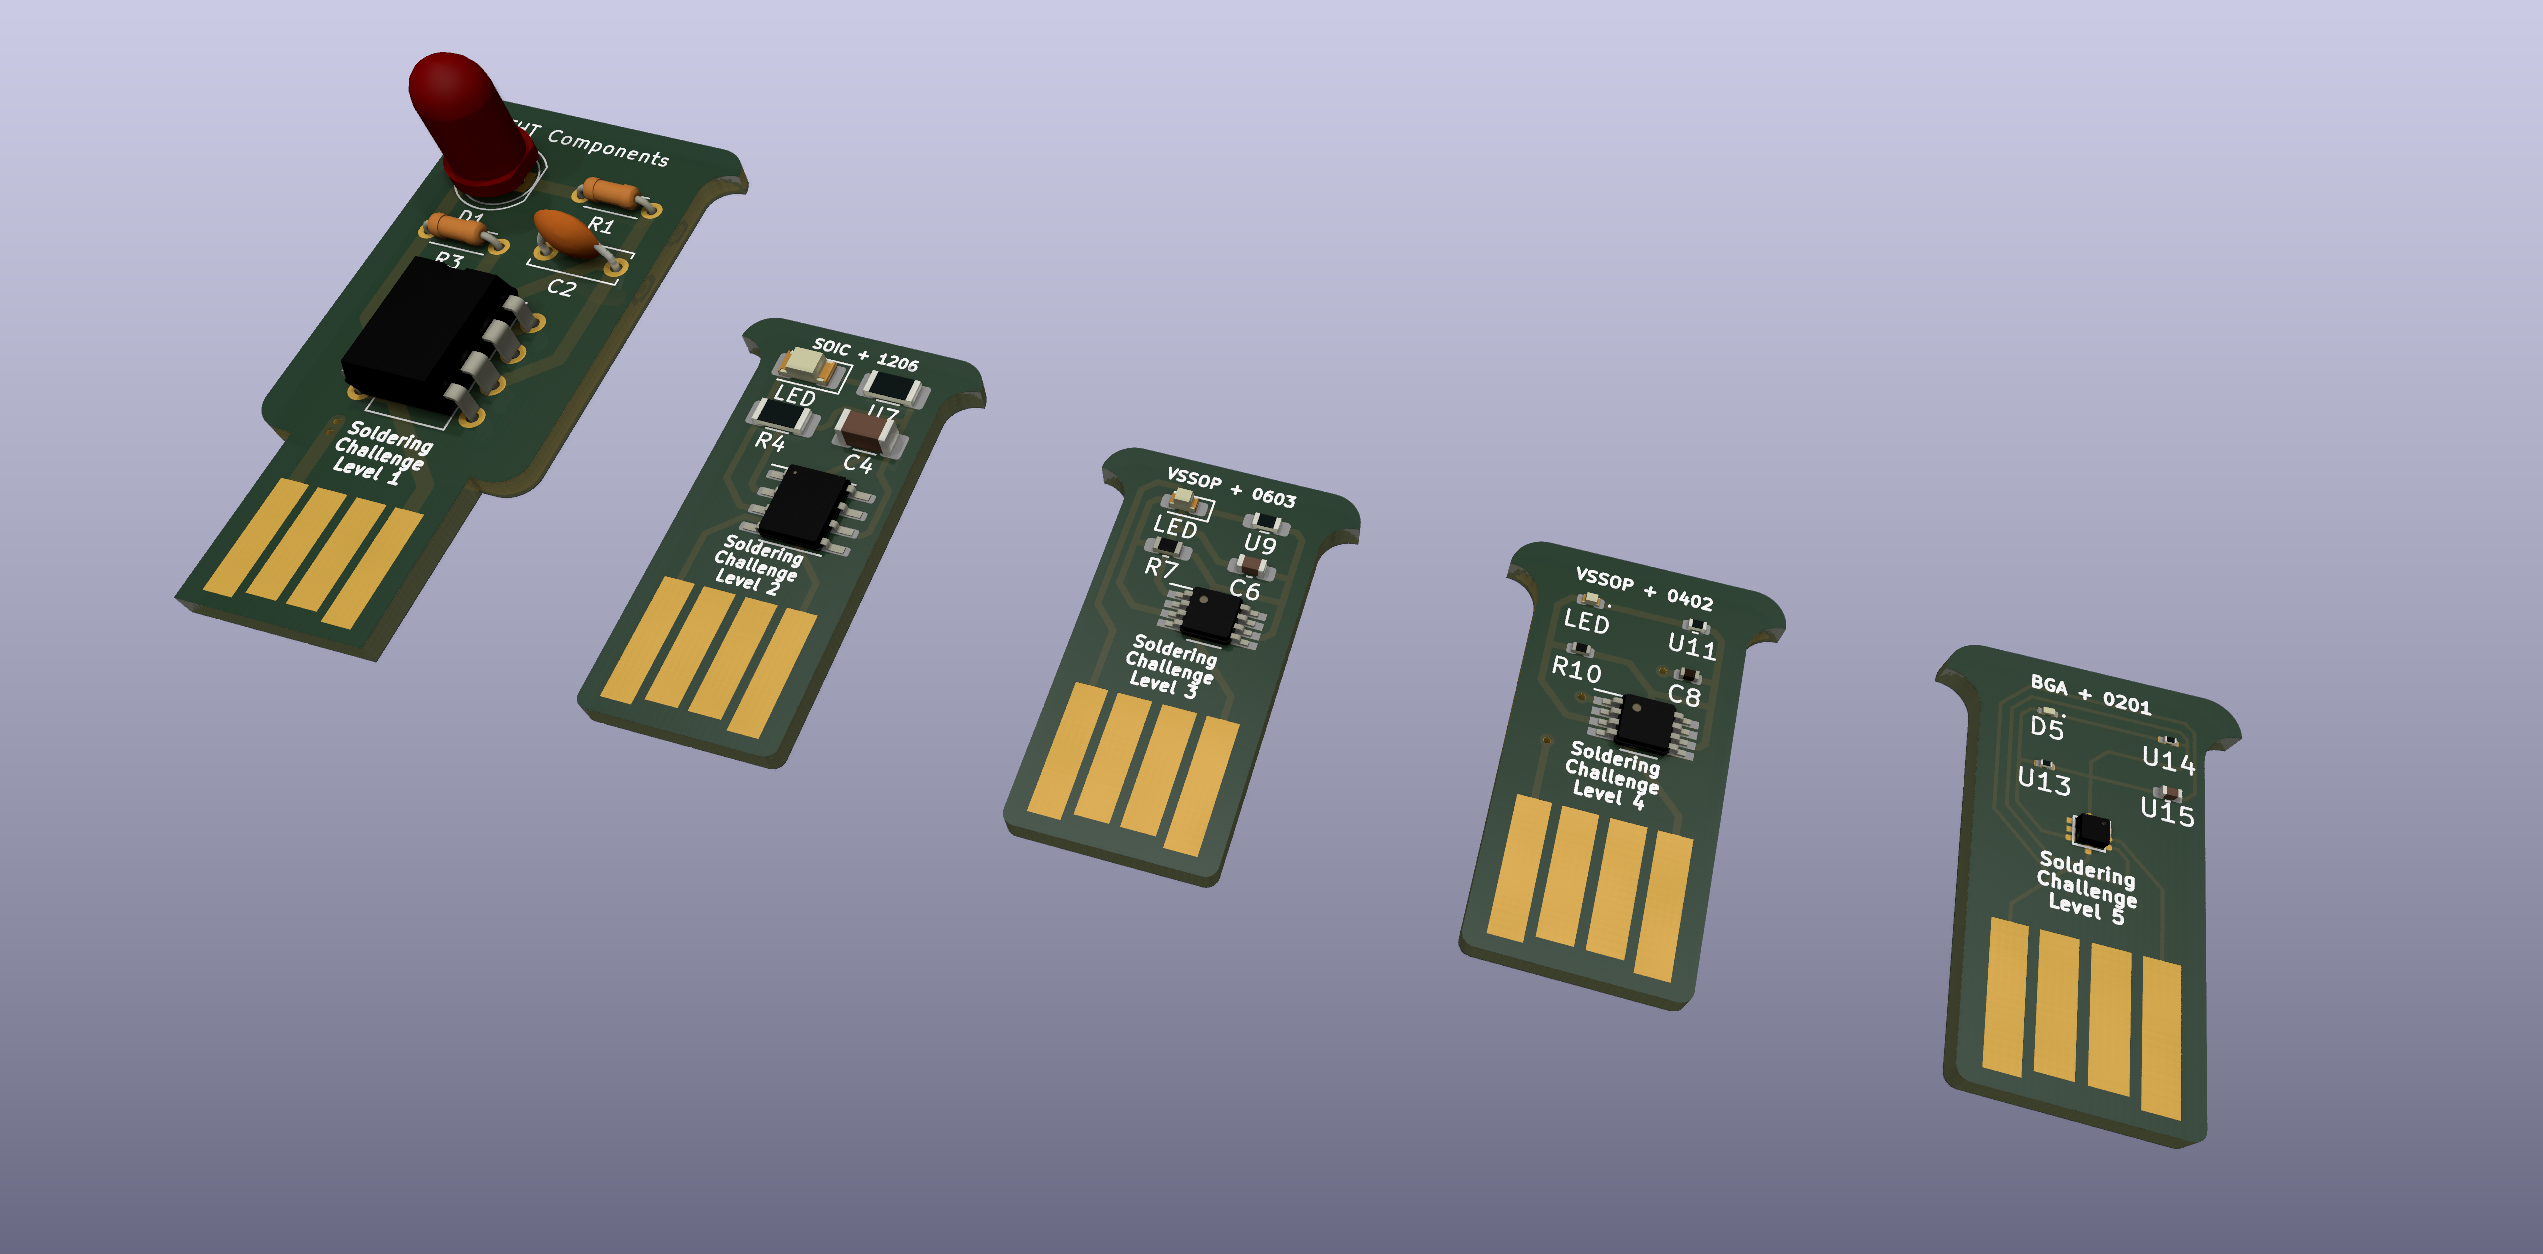 THT Components
D1
R1
R3
C2
Soldering
Challenge
Level 1
SOIC + 1206
LED
U7
R4
C4
Soldering
Challenge
Level 2
VSSOP + 0603
LED
U9
R7
C6
Soldering
Challenge
Level 3
VSSOP + 0402
LED
U11
R10
C8
Soldering
Challenge
Level 4
BGA + 0201
D5
U14
U13
U15
Soldering
Challenge
Level 5